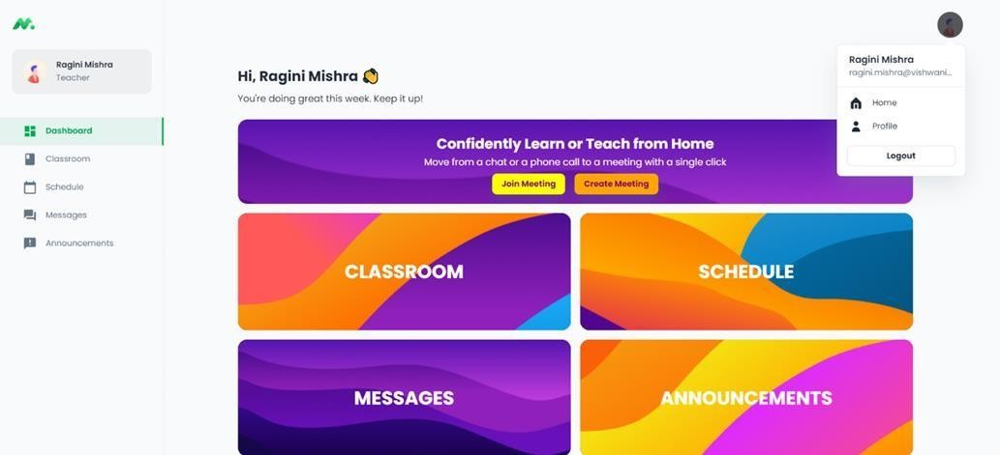 Ragini Mishra
Teacher
Dashboard
Classroom
Schedule
Messages
Announcements
Hi, Ragini Mishra 👋
You're doing great this week. Keep it up!
Confidently Learn or Teach from Home
Move from a chat or a phone call to a meeting with a single click
Join Meeting Create Meeting
CLASSROOM
SCHEDULE
MESSAGES
ANNOUNCEMENTS
Ragini Mishra
ragini.mishra@vishwani...
Home
Profile
Logout